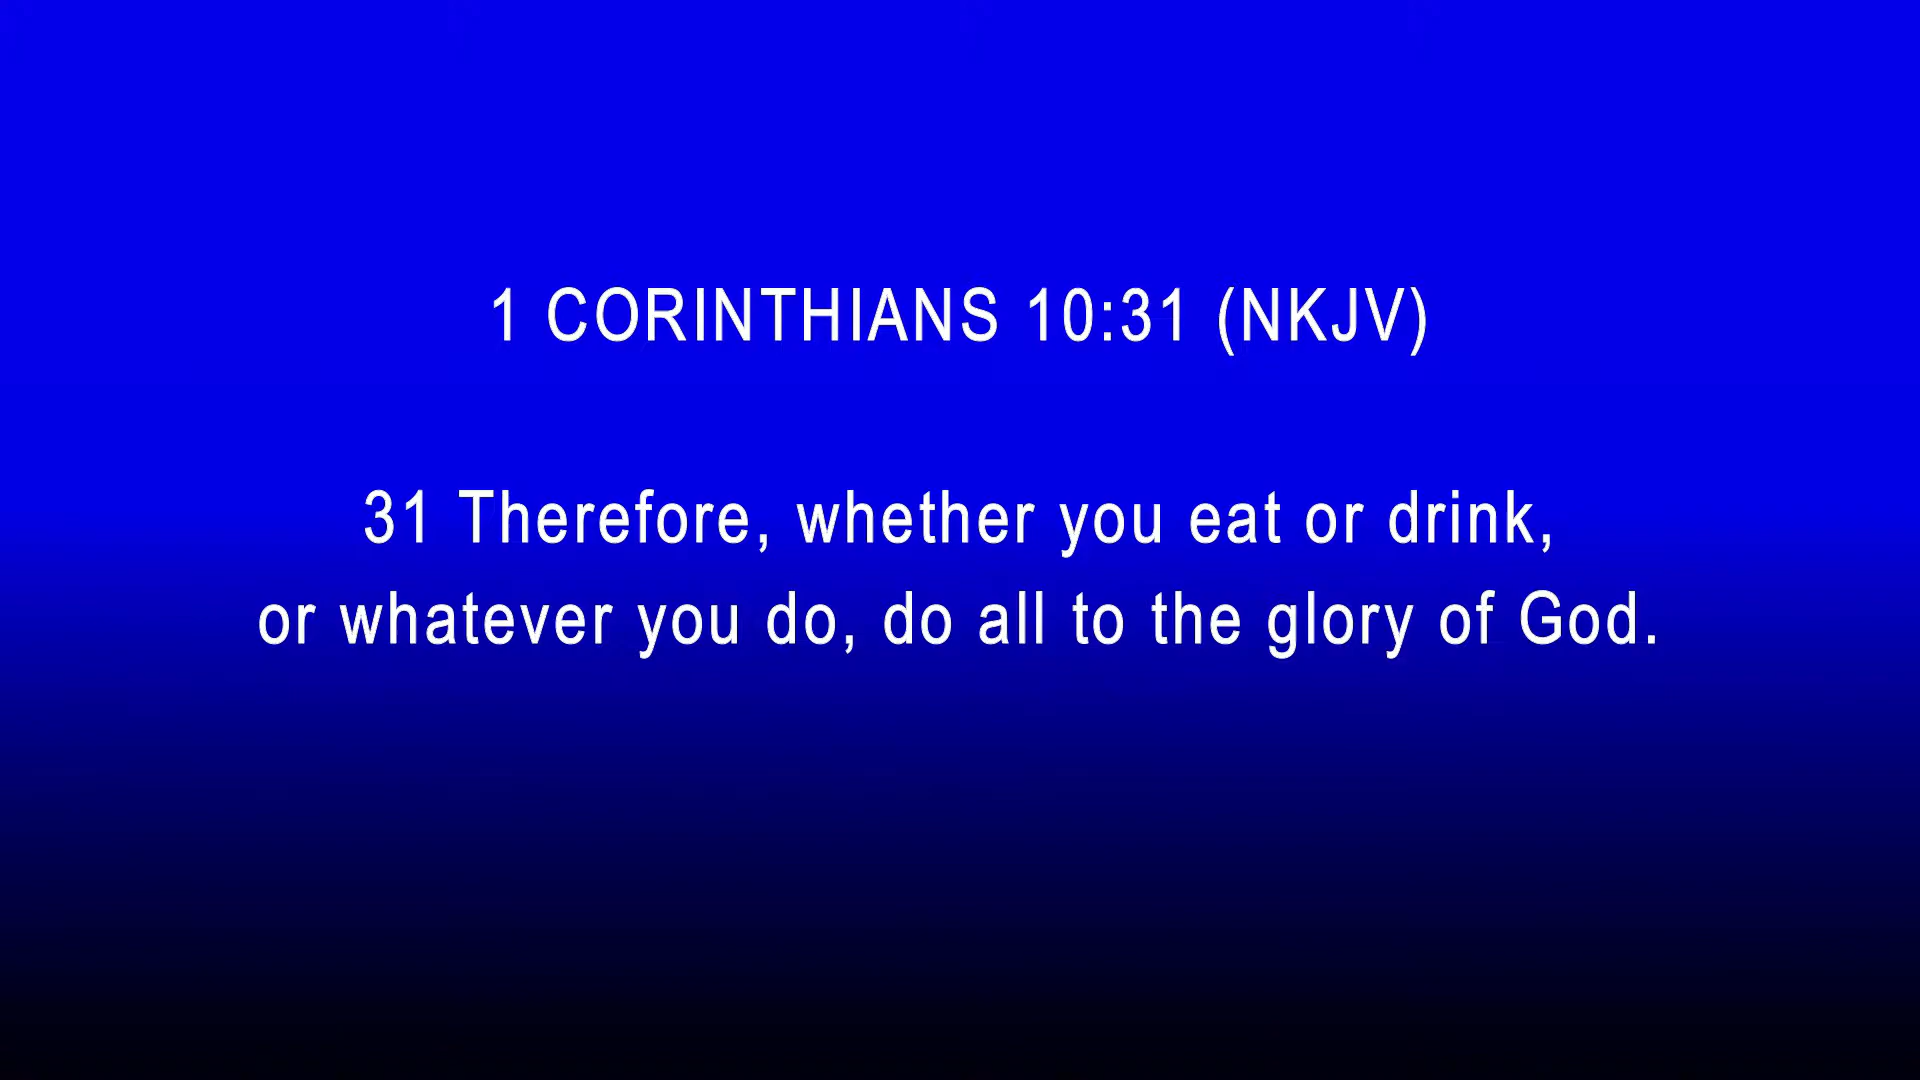 1 CORINTHIANS 10:31 (NKJV)
31 Therefore, whether you eat or drink,
or whatever you do, do all to the glory of God.